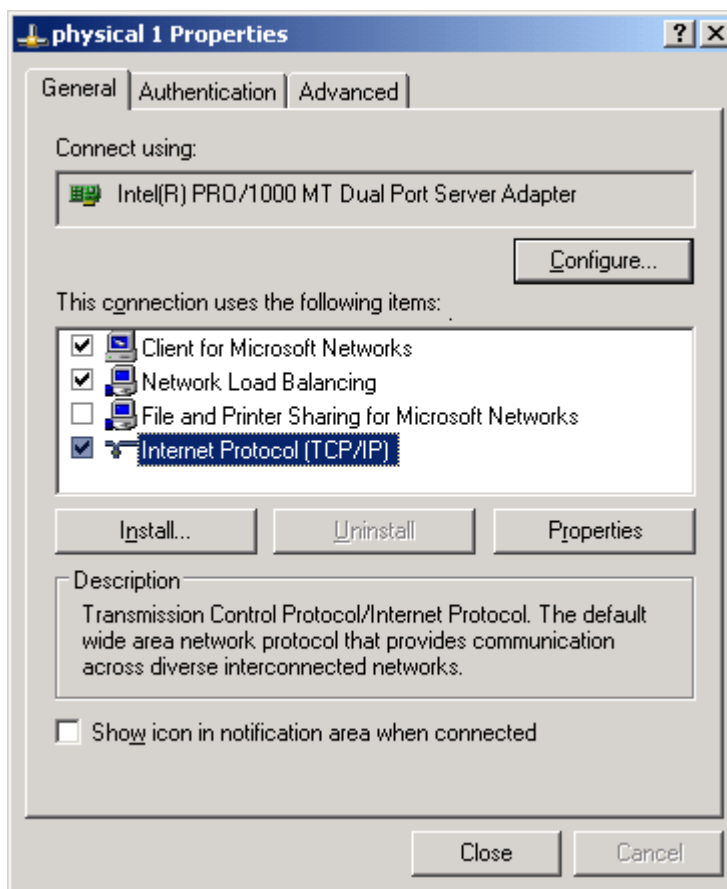 physical 1 Properties
General Authentication Advanced
Connect using:
Intel(R) PRO/1000 MT Dual Port Server Adapter
Configure...
This connection uses the following items:
Client for Microsoft Networks
Network Load Balancing
File and Printer Sharing for Microsoft Networks
Internet Protocol (TCP/IP)
Install... Uninstall Properties
Description
Transmission Control Protocol/Internet Protocol. The default
wide area network protocol that provides communication
across diverse interconnected networks.
Show icon in notification area when connected
Close Cancel